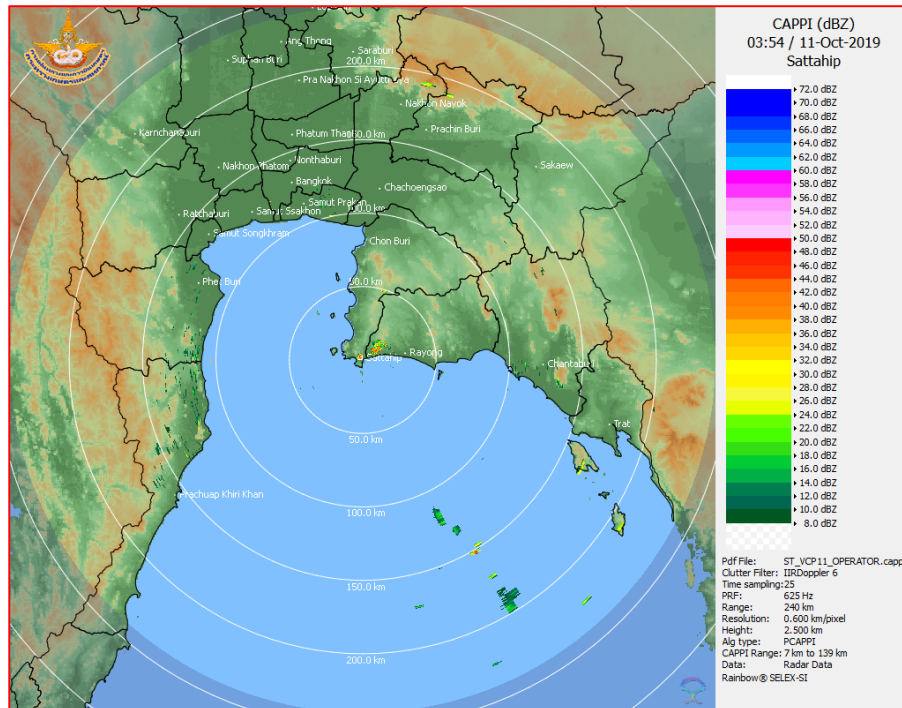 CAPPI (dBZ)
03:54 / 11-Oct-2019
Sattahip
72.0 dBZ
70.0 dBZ
68.0 dBZ
66.0 dBZ
64.0 dBZ
62.0 dBZ
60.0 dBZ
58.0 dBZ
56.0 dBZ
54.0 dBZ
52.0 dBZ
50.0 dBZ
48.0 dBZ
46.0 dBZ
44.0 dBZ
42.0 dBZ
40.0 dBZ
38.0 dBZ
36.0 dBZ
34.0 dBZ
32.0 dBZ
30.0 dBZ
28.0 dBZ
26.0 dBZ
24.0 dBZ
22.0 dBZ
20.0 dBZ
18.0 dBZ
16.0 dBZ
14.0 dBZ
12.0 dBZ
10.0 dBZ
8.0 dBZ
Pdf File: ST_VCP11_OPERATOR.capp
Clutter Filter: IIRDoppler 6
Time sampling:25
PRF: 625 Hz
Range: 240 km
Resolution: 0.600 km/pixel
Height: 2.500 km
Alg type: PCAPPI
CAPPI Range: 7 km to 139 km
Data: Radar Data
Rainbow® SELEX-SI
Ang Thong
Saraburi
Suphan Buri
200.0 km
Pra Nakhon Si Ayutthaya
Nakhon Nayok
Karnchanaburi
Prachin Buri
Nonthaburi
Sakaew
Bangkok
Chachoengsao
Samut Prakan
Ratchaburi
Samut Songkhram
Chon Buri
Phet Buri
Sattahip
Rayong
Trat
50.0 km
Prachuap Khiri Khan
100.0 km
150.0 km
200.0 km